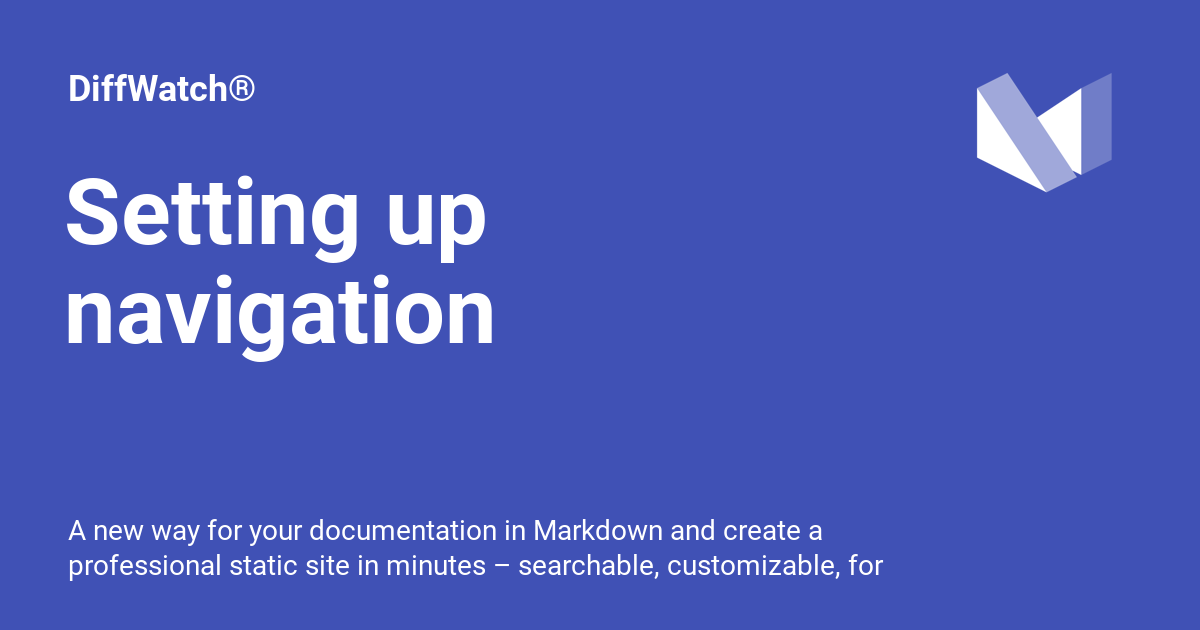 DiffWatch®
Setting up
navigation
A new way for your documentation in Markdown and create a
professional static site in minutes – searchable, customizable, for